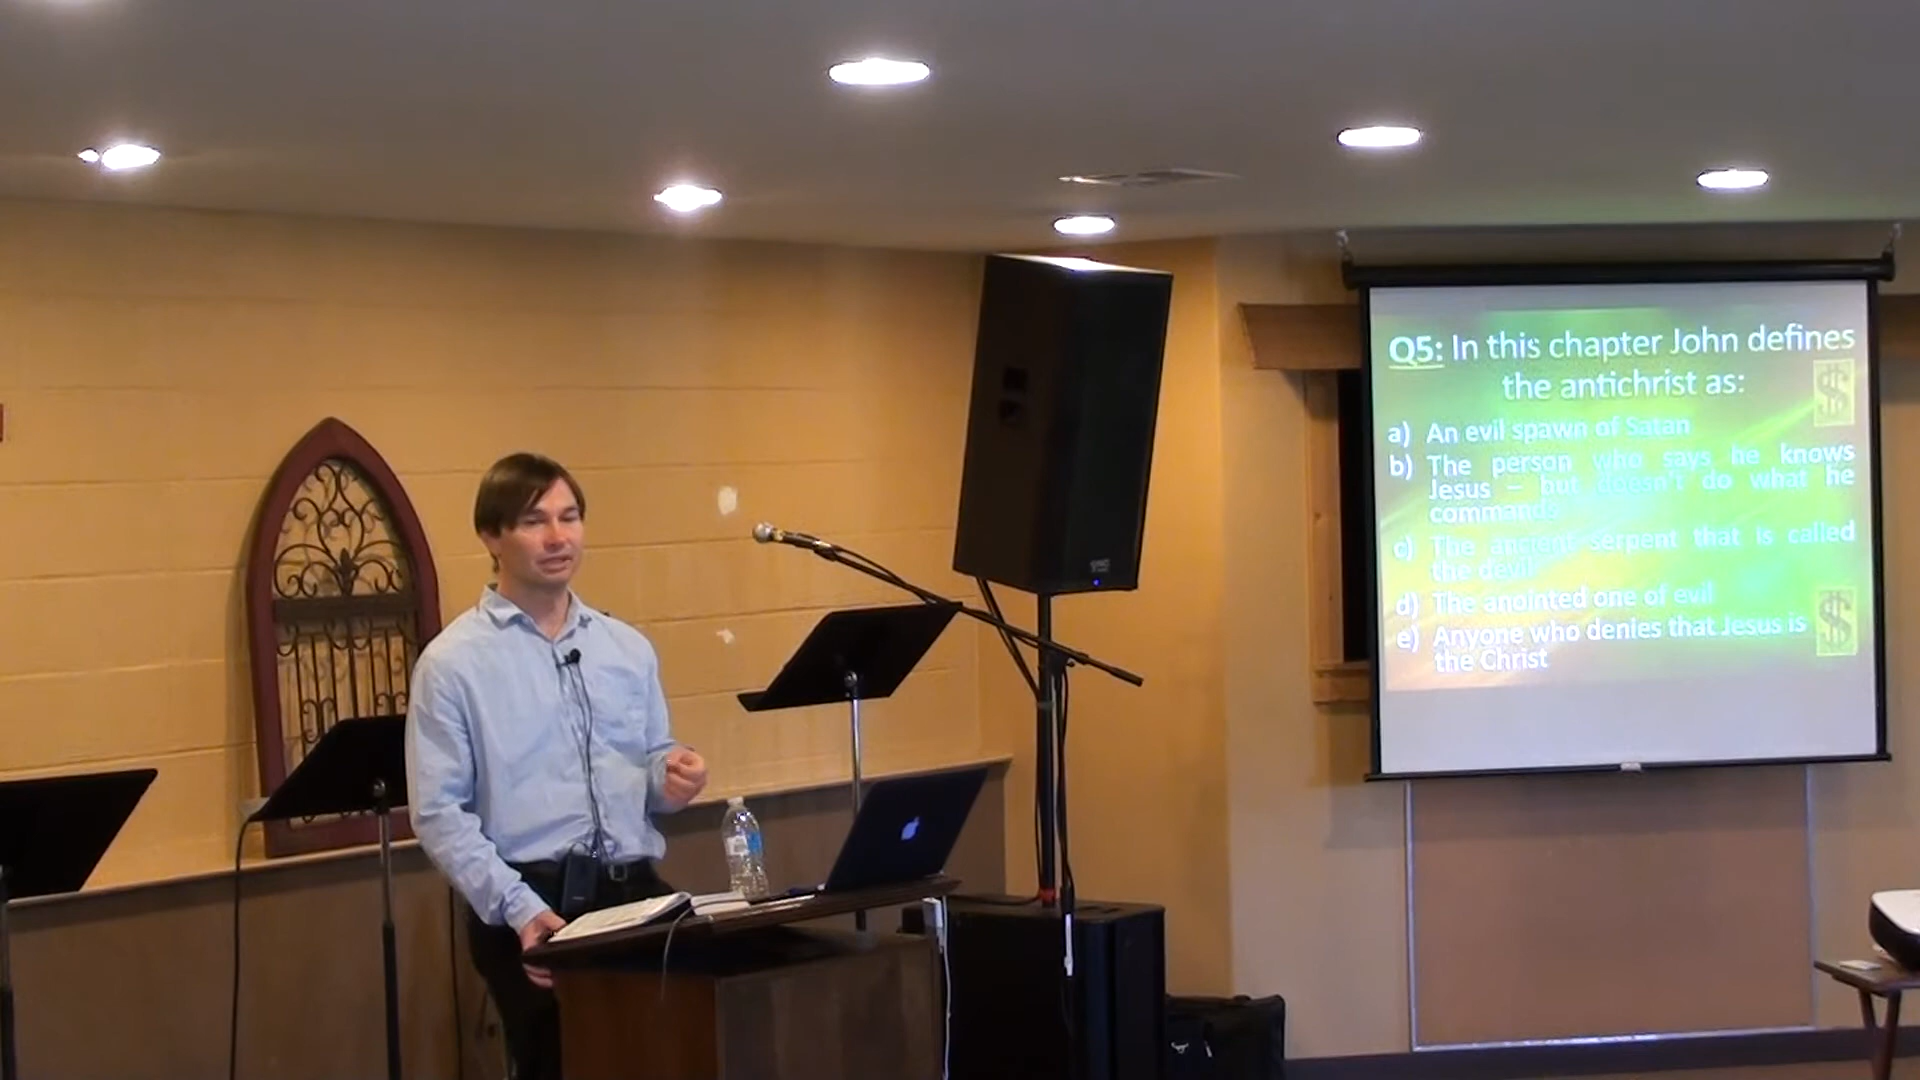 Q5: In this chapter John defines
the antichrist as:
a) An evil spawn of Satan
b) The person who says he knows
Jesus – but doesn't do what he
commands
c) The ancient serpent that is called
the devil
d) The anointed one of evil
e) Anyone who denies that Jesus is
the Christ